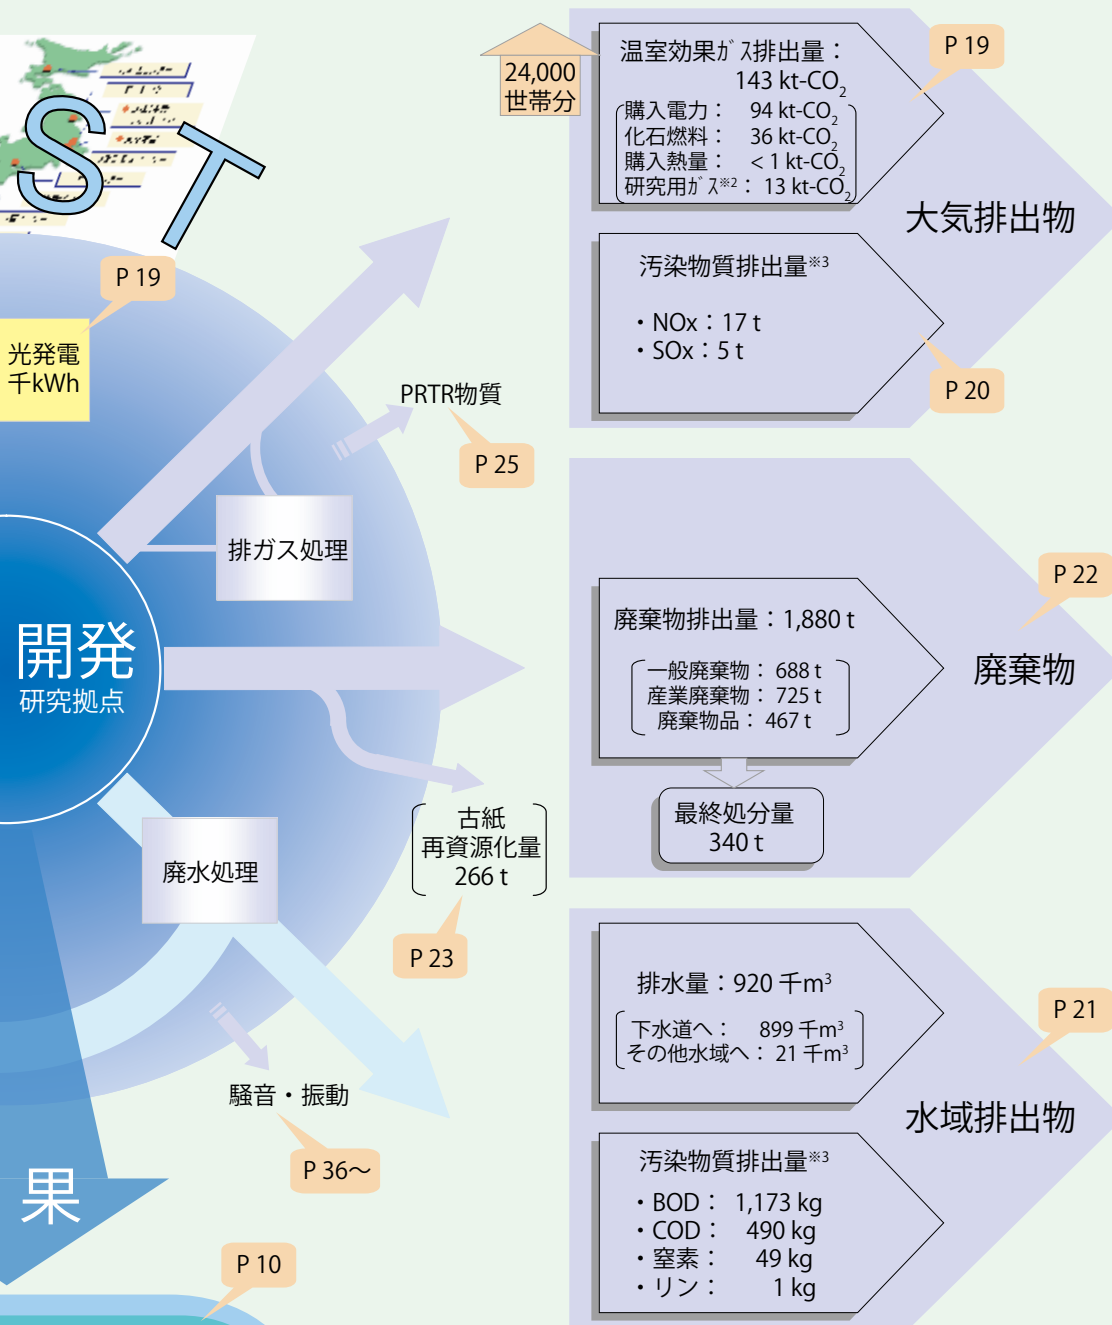 24,000
世帯分
温室効果ガス排出量：
143 kt-CO2
購入電力： 94 kt-CO2
化石燃料： 36 kt-CO2
購入熱量： < 1 kt-CO2
研究用ガス※2： 13 kt-CO2
P 19
大気排出物
汚染物質排出量※3
・NOx：17 t
・SOx：5 t
P 20
S T
P 19
光発電
千kWh
PRTR物質
P 25
排ガス処理
開発
研究拠点
廃棄物排出量：1,880 t
一般廃棄物： 688 t
産業廃棄物： 725 t
廃棄物品： 467 t
最終処分量
340 t
P 22
廃棄物
古紙
再資源化量
266 t
P 23
廃水処理
騒音・振動
P 36～
排水量：920 千m³
下水道へ： 899 千m³
その他水域へ： 21 千m³
P 21
水域排出物
汚染物質排出量※3
・BOD： 1,173 kg
・COD： 490 kg
・窒素： 49 kg
・リン： 1 kg
果
P 10